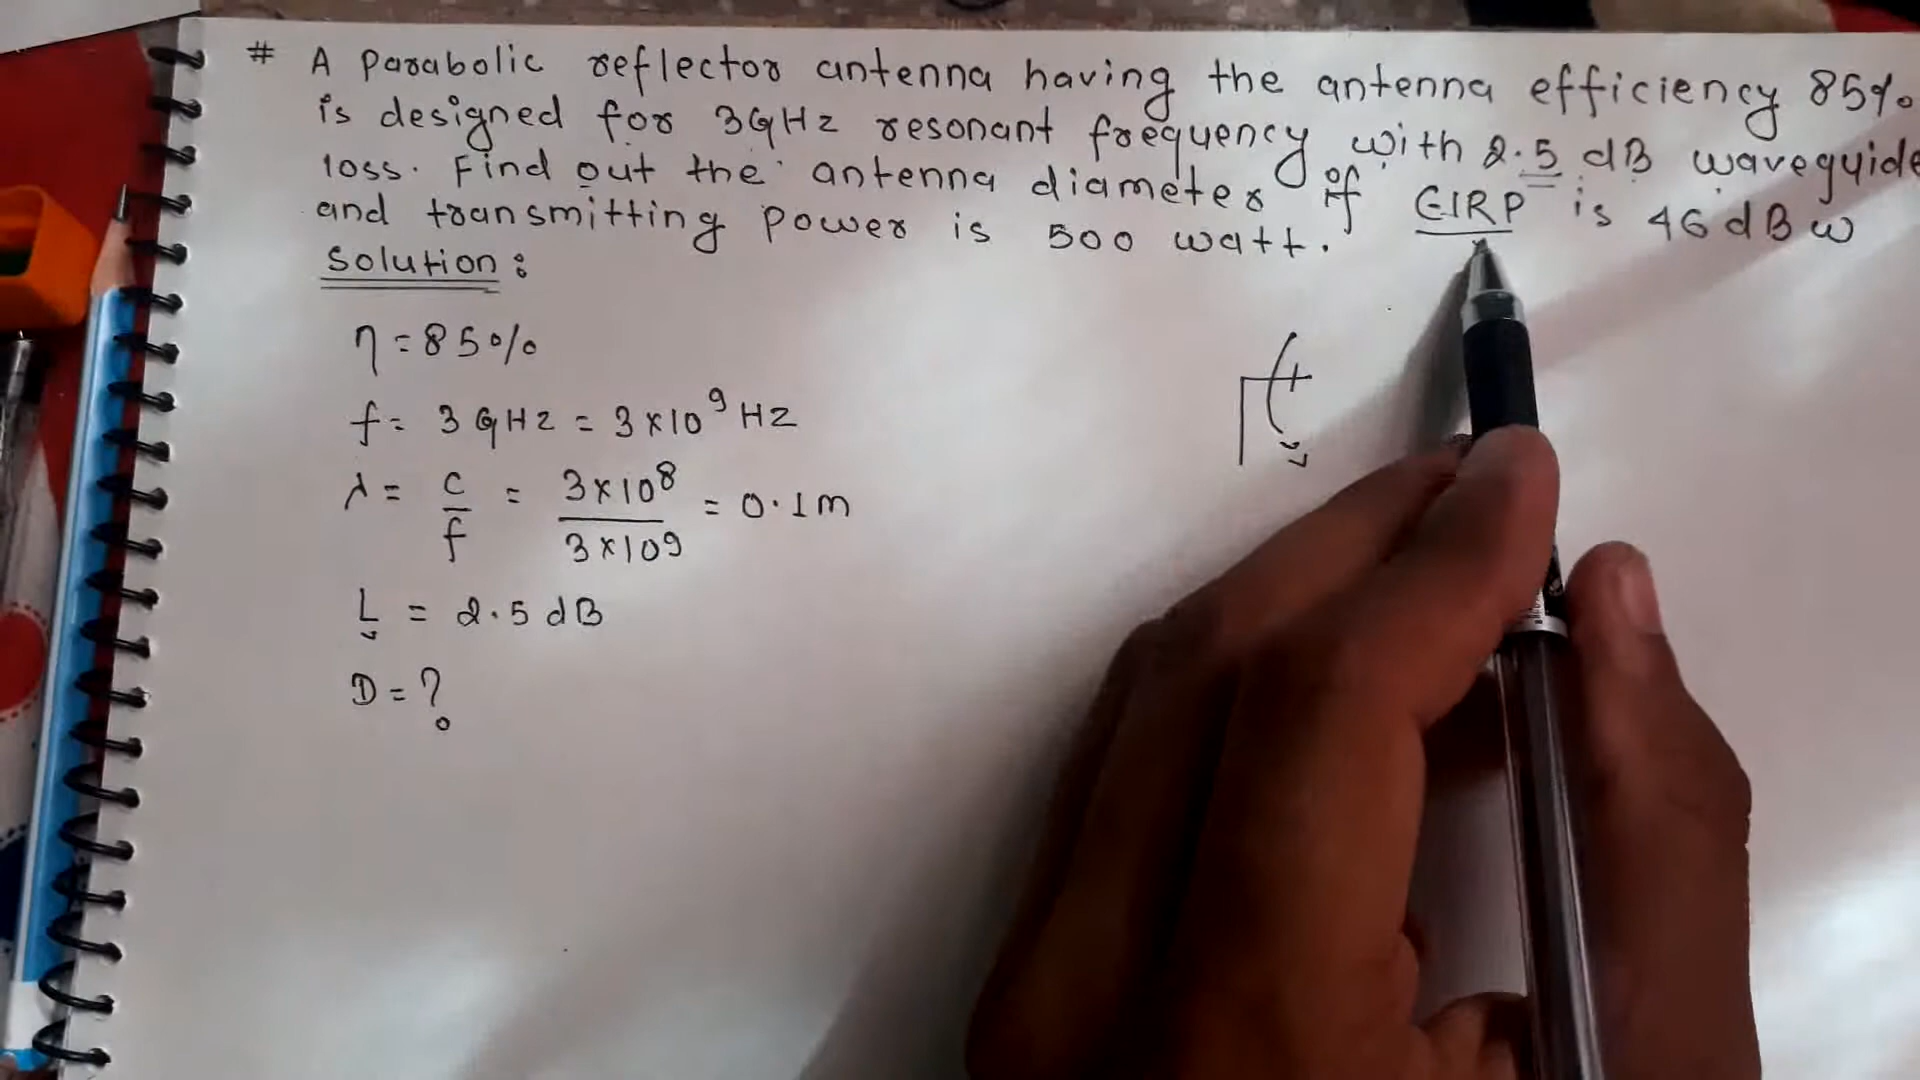 # A parabolic reflector antenna having the antenna efficiency 85%
is designed for 3GHz resonant frequency with 2.5 dB waveguide
loss. Find out the antenna diameter if EIRP is 46 dBw
and transmitting power is 500 watt.
Solution:
η = 85%
f = 3 GHz = 3×10⁹ Hz
λ = c/f = 3×10⁸/3×10⁹ = 0.1m
L = 2.5 dB
D = ?